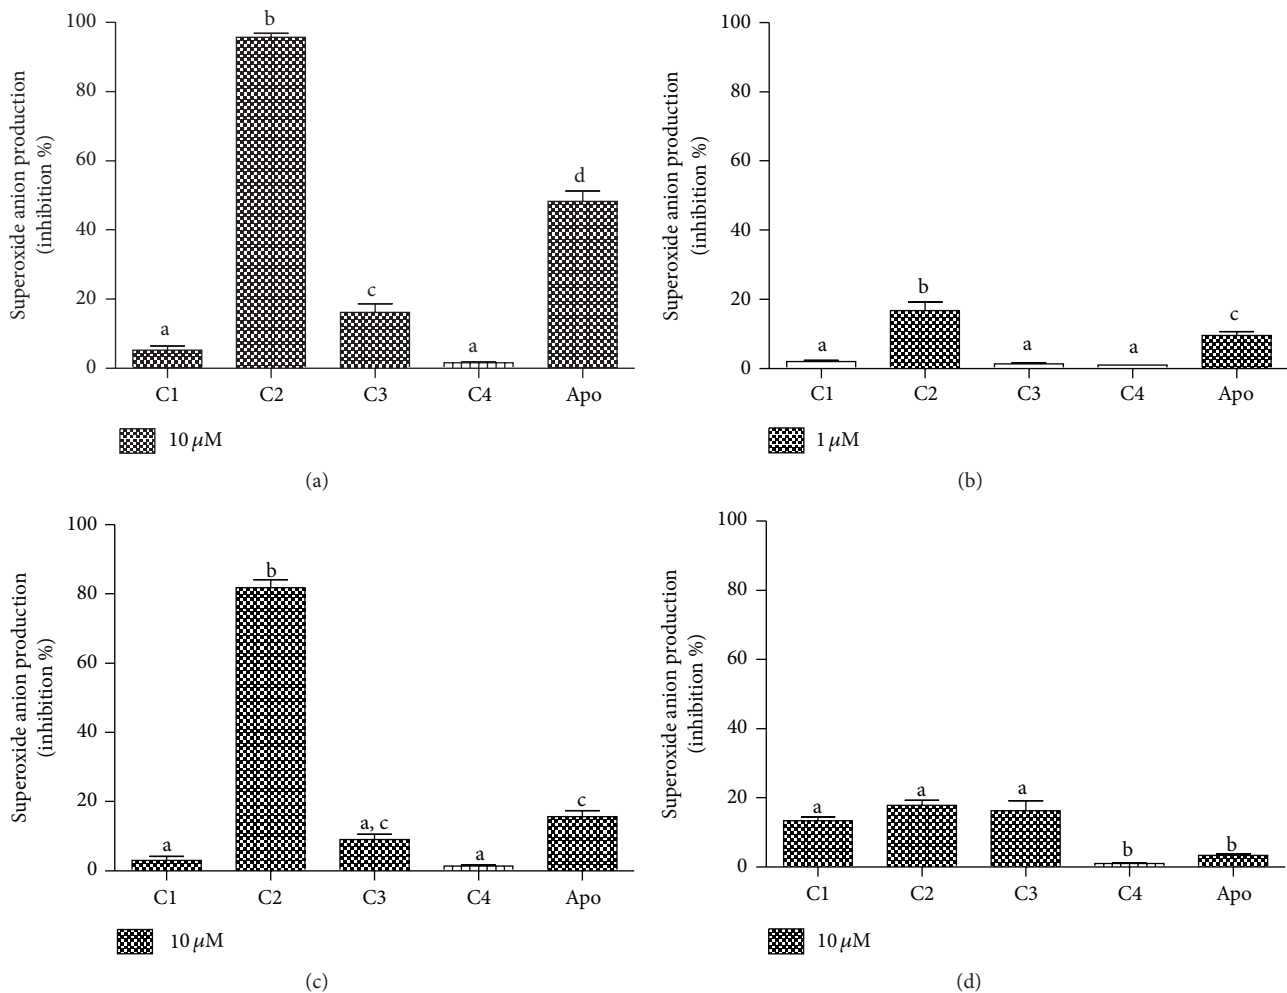 Superoxide anion production
(inhibition %)
100
80
60
40
20
0
a
b
c
a
d
C1 C2 C3 C4 Apo
10 μM
(a)
Superoxide anion production
(inhibition %)
100
80
60
40
20
0
a
b
a
a
c
C1 C2 C3 C4 Apo
1 μM
(b)
Superoxide anion production
(inhibition %)
100
80
60
40
20
0
a
b
a, c
a
c
C1 C2 C3 C4 Apo
10 μM
(c)
Superoxide anion production
(inhibition %)
100
80
60
40
20
0
a
a
a
b
b
C1 C2 C3 C4 Apo
10 μM
(d)